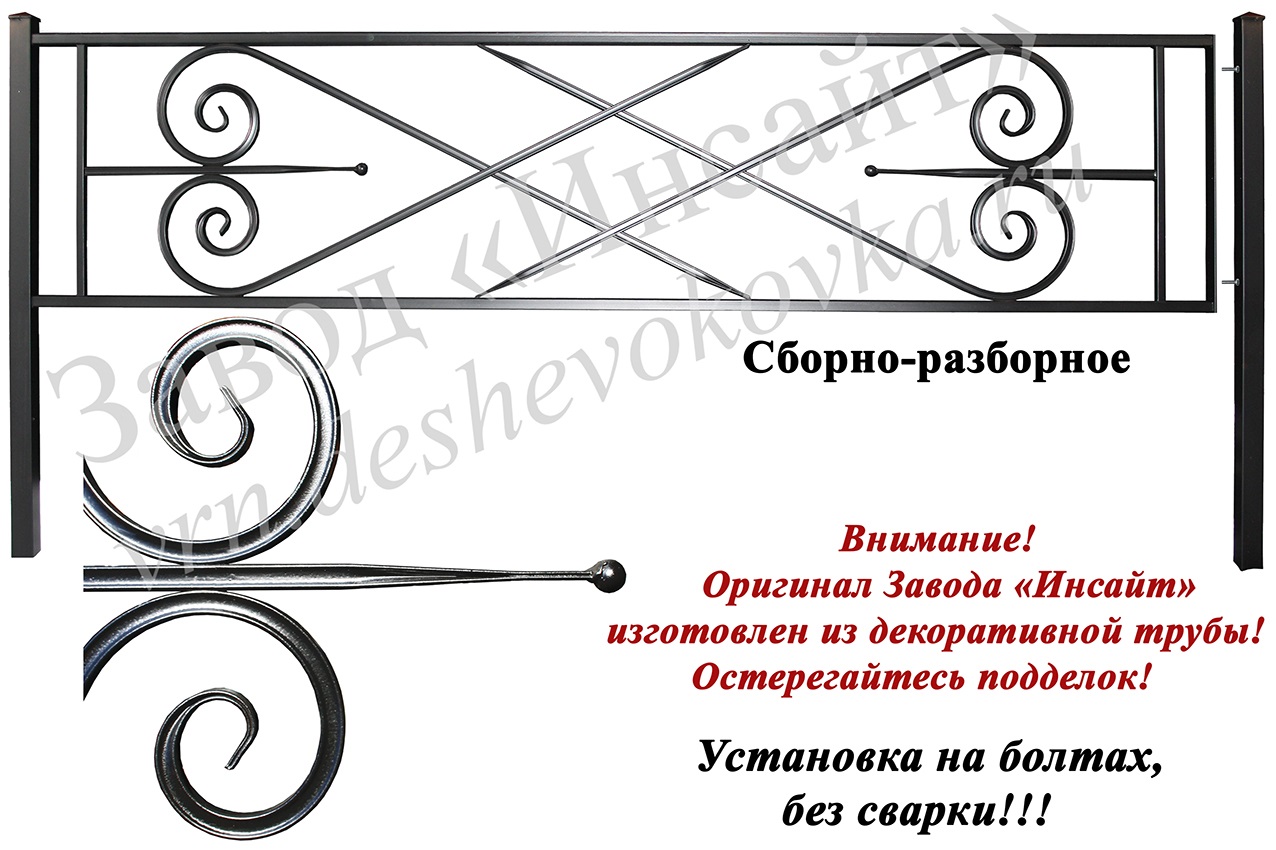 Завод «Инсайт»
vrn.deshevokovka.ru
Сборно-разборное
Внимание!
Оригинал Завода «Инсайт»
изготовлен из декоративной трубы!
Остерегайтесь подделок!
Установка на болтах,
без сварки!!!